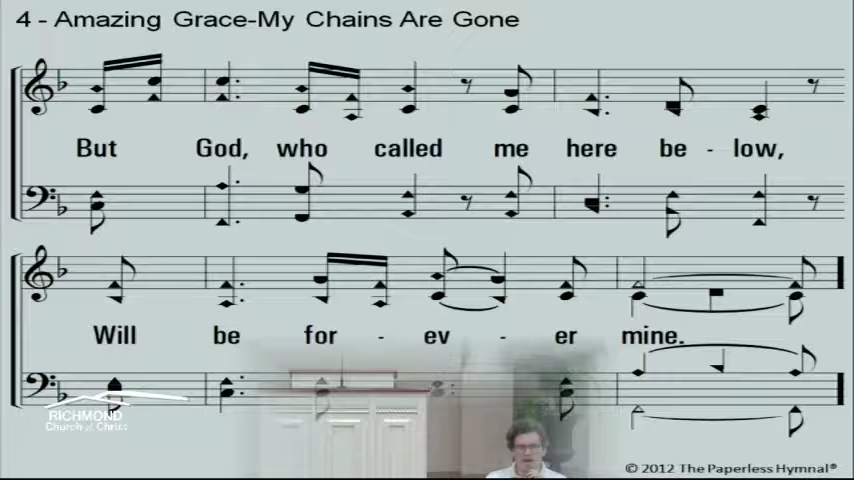 4 - Amazing Grace-My Chains Are Gone
But God, who called me here be - low,
Will be for - ev - er mine.
RICHMOND
Church of Christ
© 2012 The Paperless Hymnal®